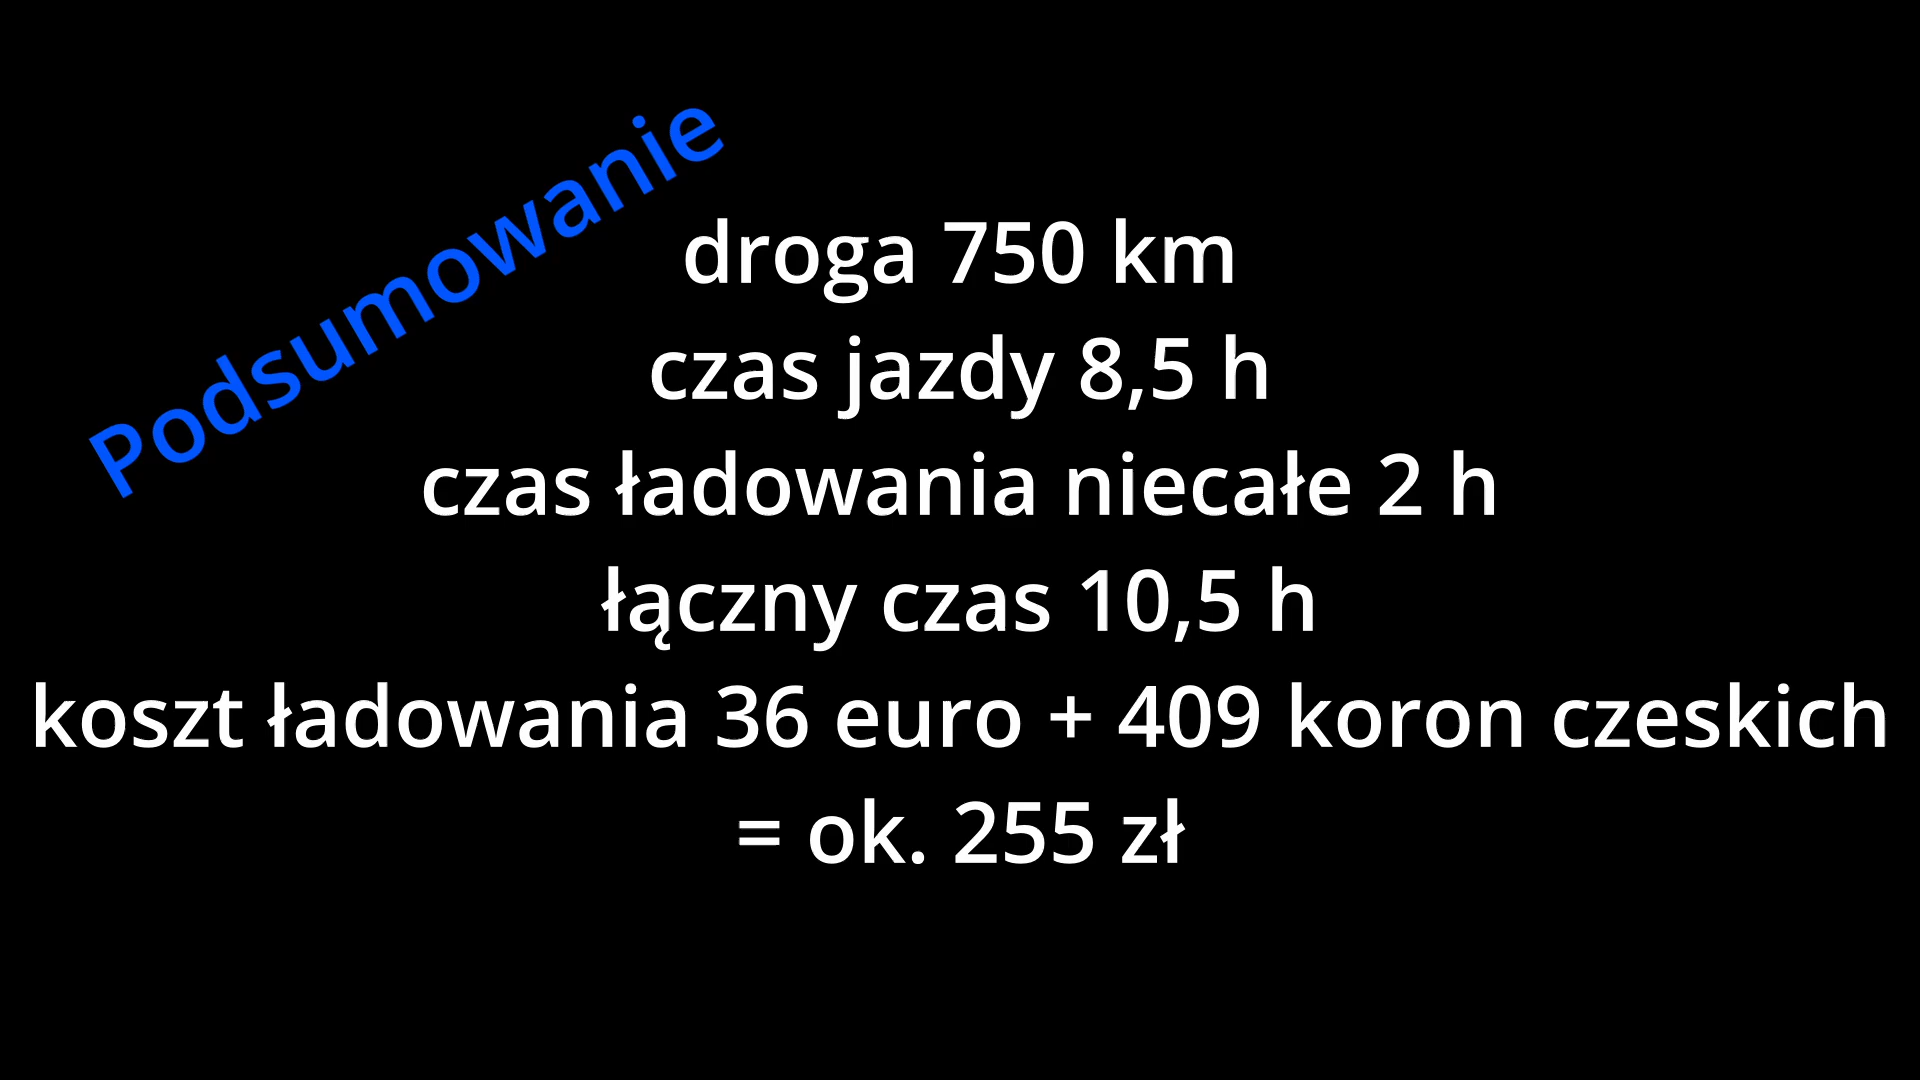 Podsumowanie
droga 750 km
czas jazdy 8,5 h
czas ładowania niecałe 2 h
łączny czas 10,5 h
koszt ładowania 36 euro + 409 koron czeskich
= ok. 255 zł